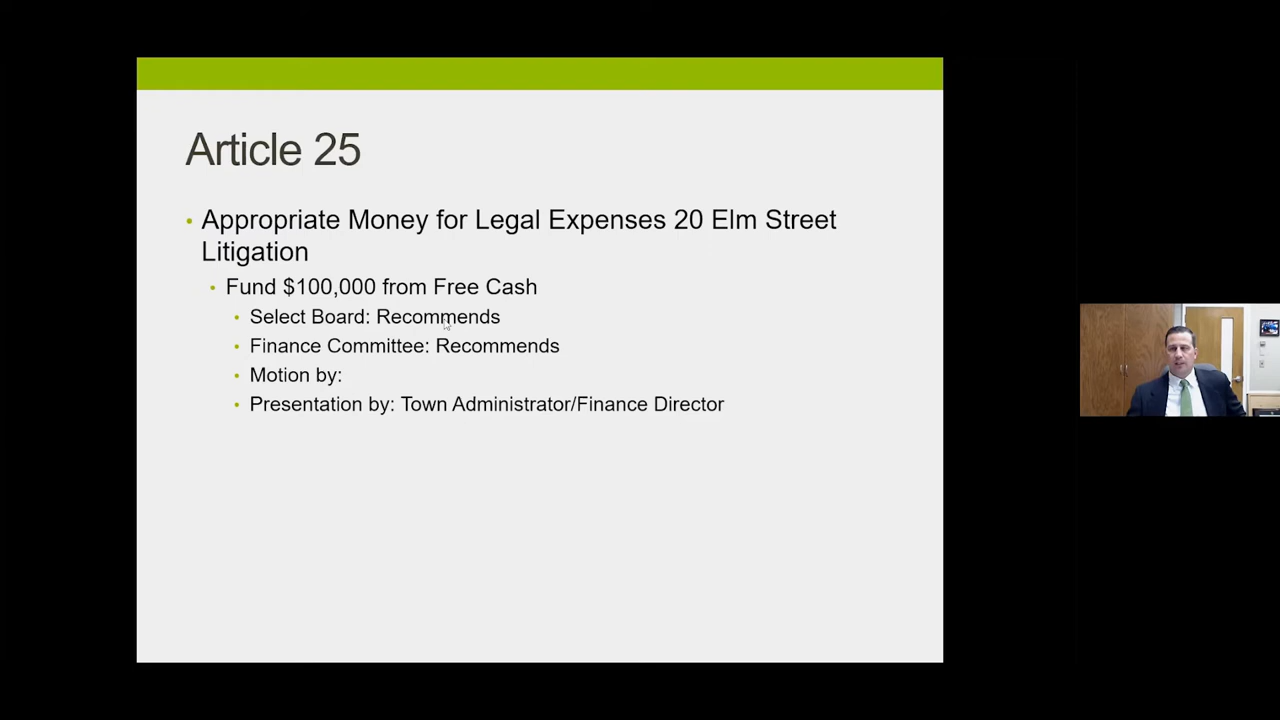 Article 25
• Appropriate Money for Legal Expenses 20 Elm Street
Litigation
• Fund $100,000 from Free Cash
• Select Board: Recommends
• Finance Committee: Recommends
• Motion by:
• Presentation by: Town Administrator/Finance Director